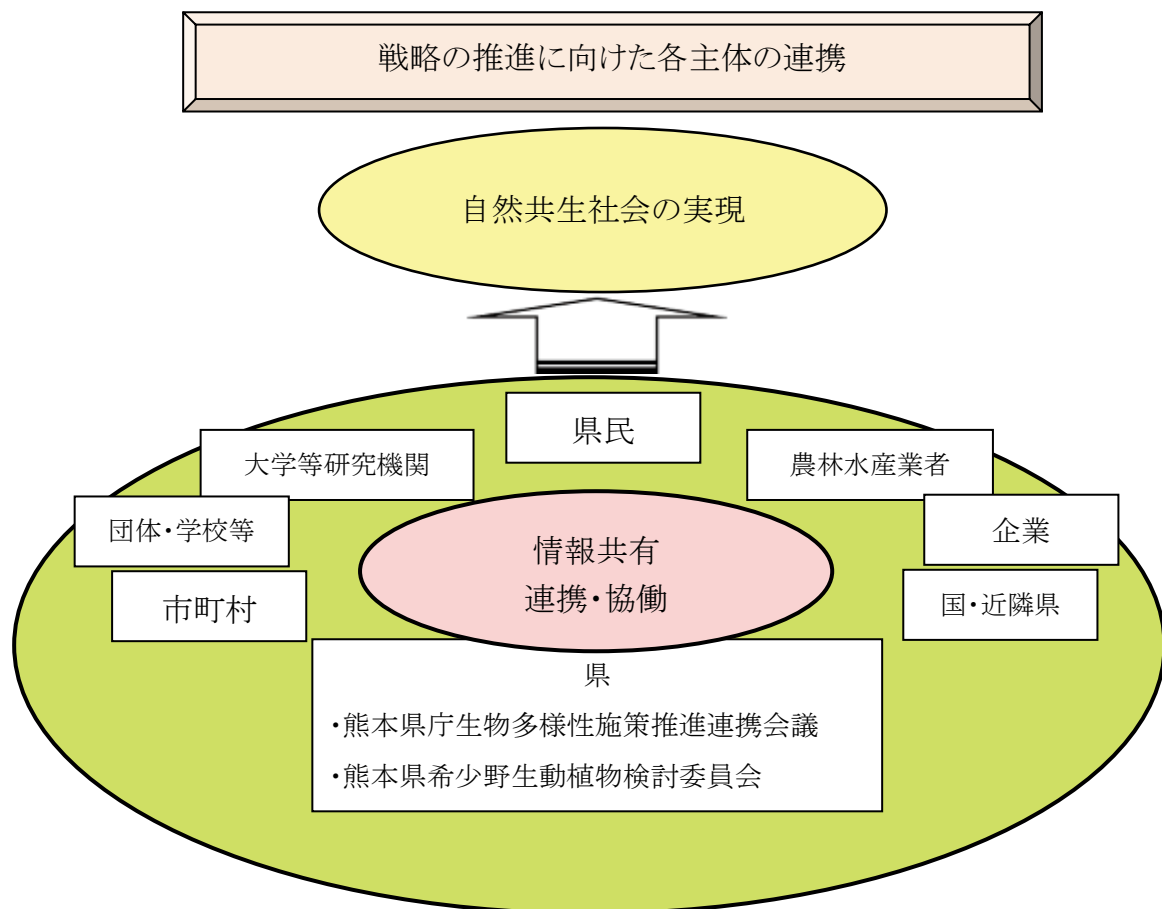 戦略の推進に向けた各主体の連携
自然共生社会の実現
県民
大学等研究機関
農林水産業者
団体・学校等
企業
市町村
国・近隣県
情報共有
連携・協働
県
・熊本県庁生物多様性施策推進連携会議
・熊本県希少野生動植物検討委員会